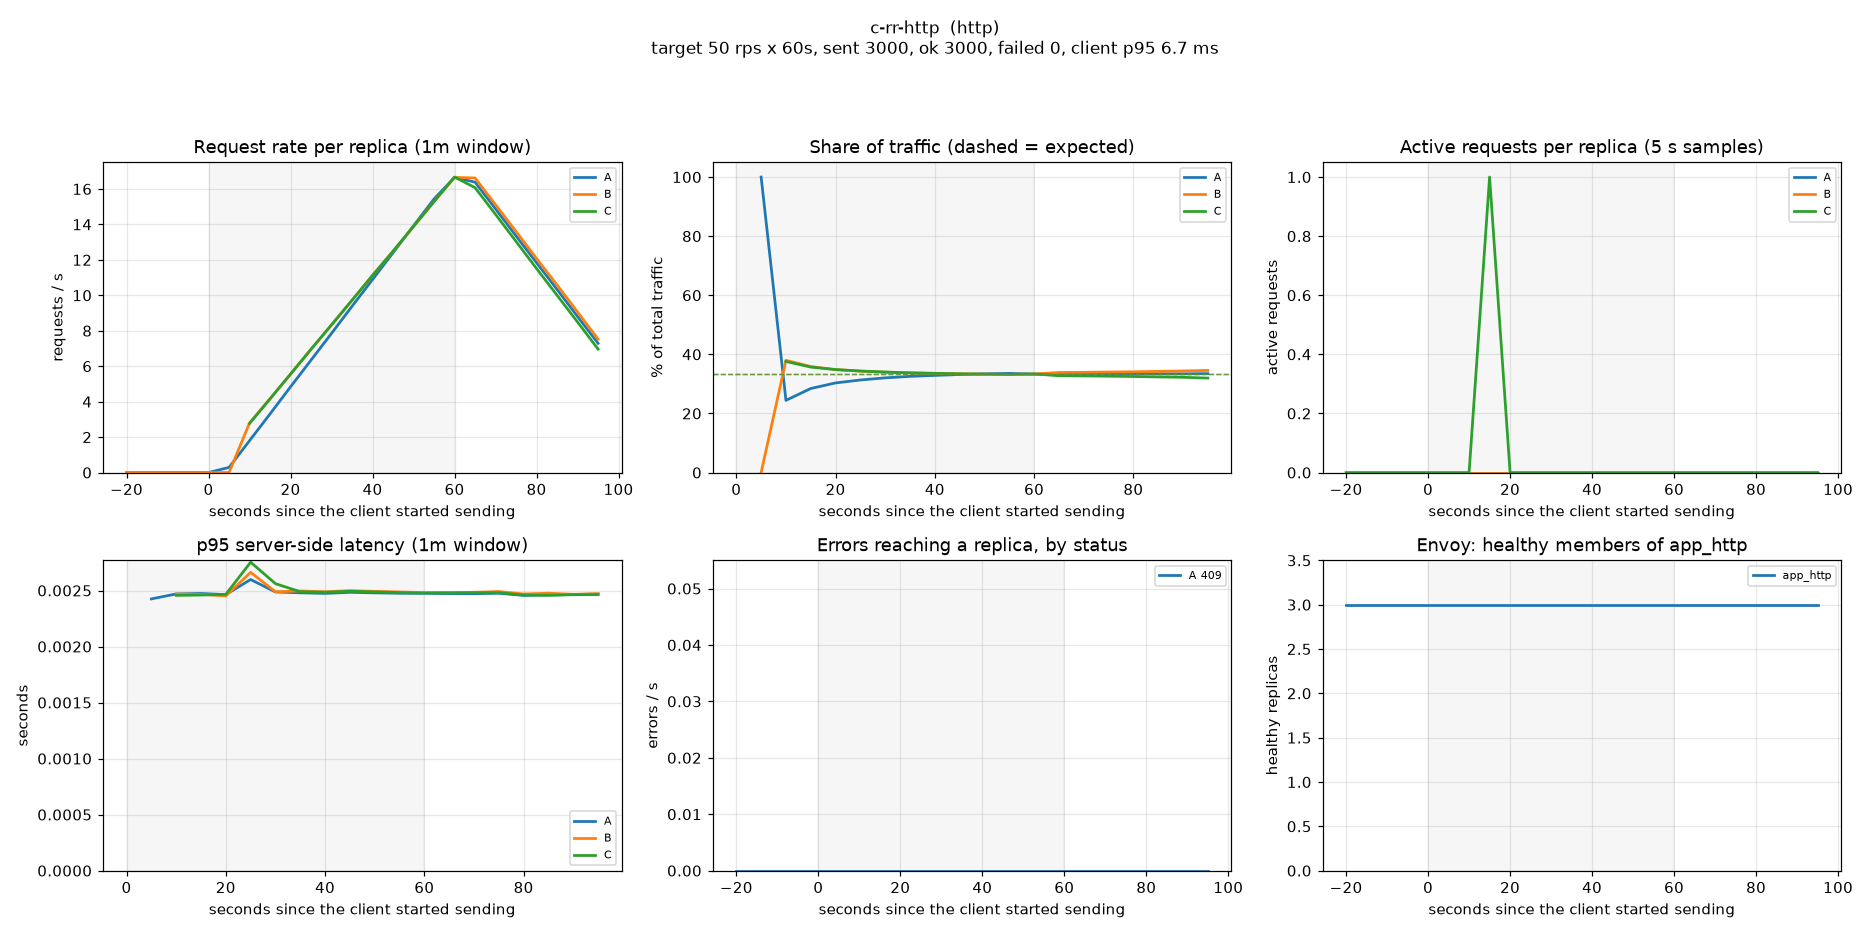 c-rr-http  (http)
target 50 rps x 60s, sent 3000, ok 3000, failed 0, client p95 6.7 ms
Request rate per replica (1m window)
requests / s
16
14
12
10
8
6
4
2
0
A
B
C
−20 0 20 40 60 80 100
seconds since the client started sending
Share of traffic (dashed = expected)
% of total traffic
100
80
60
40
20
0
A
B
C
0 20 40 60 80
seconds since the client started sending
Active requests per replica (5 s samples)
active requests
1.0
0.8
0.6
0.4
0.2
0.0
A
B
C
−20 0 20 40 60 80 100
seconds since the client started sending
p95 server-side latency (1m window)
seconds
0.0025
0.0020
0.0015
0.0010
0.0005
0.0000
A
B
C
0 20 40 60 80
seconds since the client started sending
Errors reaching a replica, by status
errors / s
0.05
0.04
0.03
0.02
0.01
0.00
A 409
−20 0 20 40 60 80 100
seconds since the client started sending
Envoy: healthy members of app_http
healthy replicas
3.5
3.0
2.5
2.0
1.5
1.0
0.5
0.0
app_http
−20 0 20 40 60 80 100
seconds since the client started sending